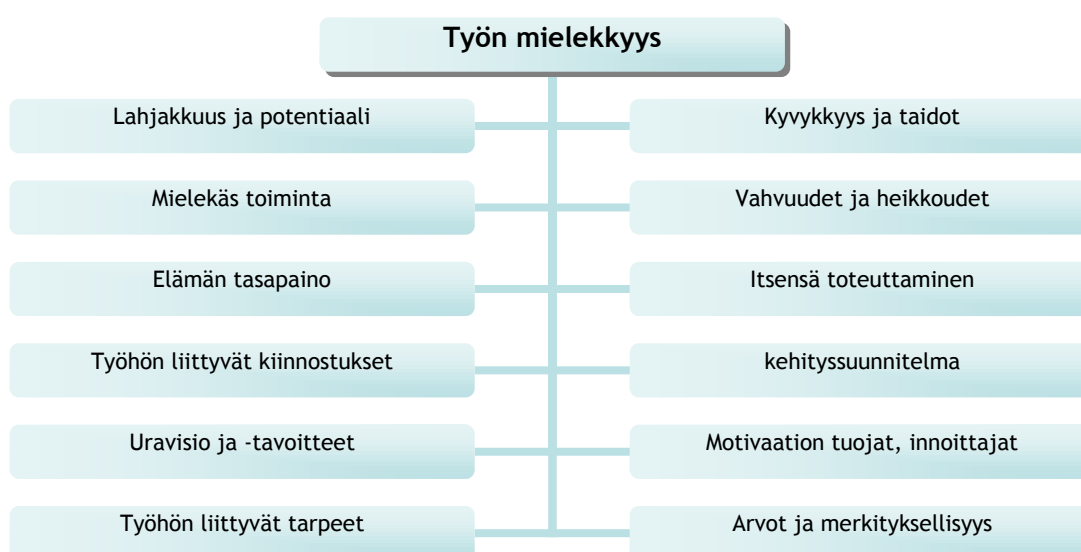 Työn mielekkyys
Lahjakkuus ja potentiaali
Kyvykkyys ja taidot
Mielekäs toiminta
Vahvuudet ja heikkoudet
Elämän tasapaino
Itsensä toteuttaminen
Työhön liittyvät kiinnostukset
kehityssuunnitelma
Uravisio ja -tavoitteet
Motivaation tuojat, innoittajat
Työhön liittyvät tarpeet
Arvot ja merkityksellisyys